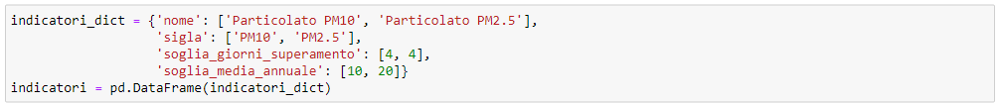 indicatori_dict = {'nome': ['Particolato PM10', 'Particolato PM2.5'],
'sigla': ['PM10', 'PM2.5'],
'soglia_giorni_superamento': [4, 4],
'soglia_media_annuale': [10, 20]}
indicatori = pd.DataFrame(indicatori_dict)